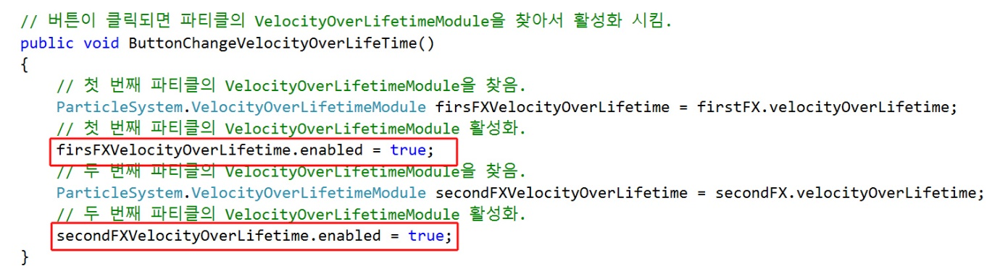 // 버튼이 클릭되면 파티클의 VelocityOverLifetimeModule을 찾아서 활성화 시킴.
public void ButtonChangeVelocityOverLifeTime()
{
// 첫 번째 파티클의 VelocityOverLifetimeModule을 찾음.
ParticleSystem.VelocityOverLifetimeModule firsFXVelocityOverLifetime = firstFX.velocityOverLifetime;
// 첫 번째 파티클의 VelocityOverLifetimeModule 활성화.
firsFXVelocityOverLifetime.enabled = true;
// 두 번째 파티클의 VelocityOverLifetimeModule을 찾음.
ParticleSystem.VelocityOverLifetimeModule secondFXVelocityOverLifetime = secondFX.velocityOverLifetime;
// 두 번째 파티클의 VelocityOverLifetimeModule 활성화.
secondFXVelocityOverLifetime.enabled = true;
}